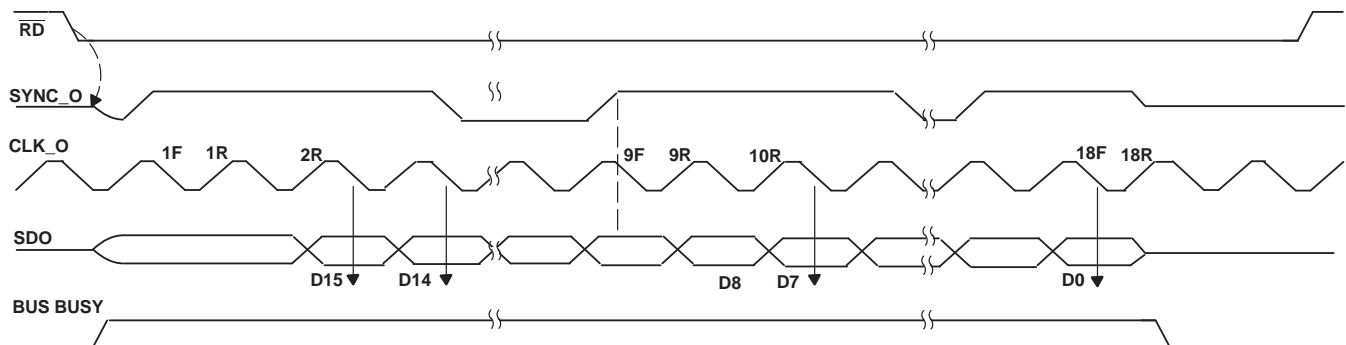 RD
SYNC_O
CLK_O
1F 1R 2R 9F 9R 10R 18F 18R
SDO
D15 D14 D8 D7 D0
BUS BUSY